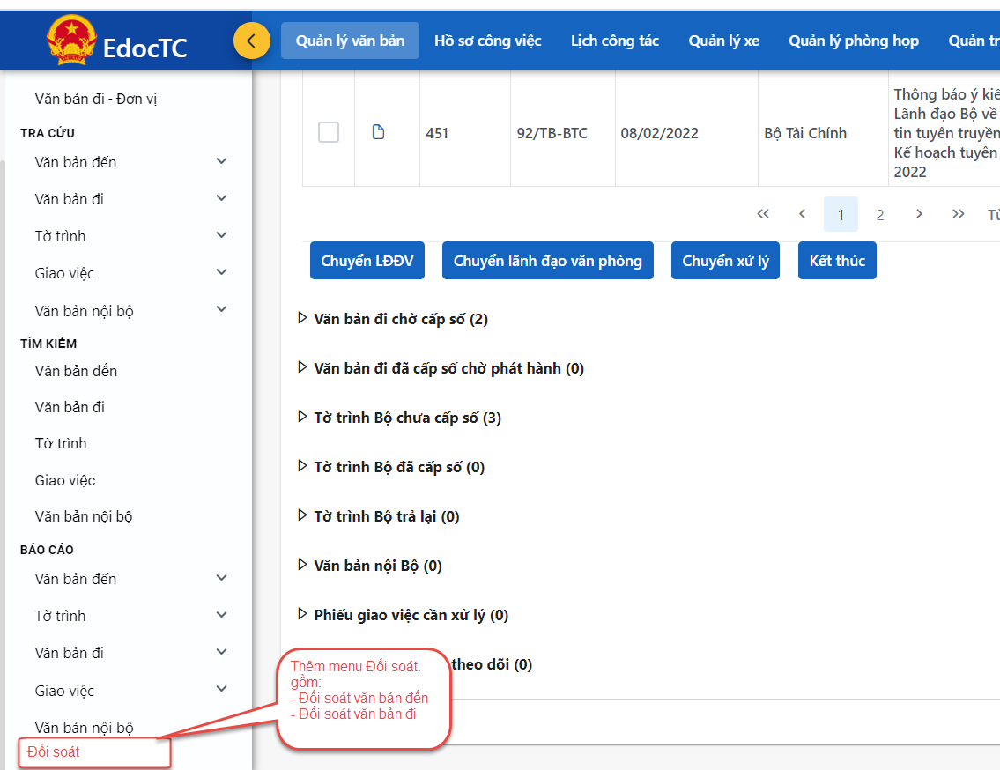 EdocTC
Quản lý văn bản
Hồ sơ công việc
Lịch công tác
Quản lý xe
Quản lý phòng họp
Quản tr
Văn bản đi - Đơn vị
TRA CỨU
Văn bản đến
Văn bản đi
Tờ trình
Giao việc
Văn bản nội bộ
TÌM KIẾM
Văn bản đến
Văn bản đi
Tờ trình
Giao việc
Văn bản nội bộ
BÁO CÁO
Văn bản đến
Tờ trình
Văn bản đi
Giao việc
Văn bản nội bộ
Đối soát
451
92/TB-BTC
08/02/2022
Bộ Tài Chính
Thông báo ý kiế
Lãnh đạo Bộ về
tin tuyên truyền
Kế hoạch tuyên
2022
1
2
Từ
Chuyển LĐĐV
Chuyển lãnh đạo văn phòng
Chuyển xử lý
Kết thúc
Văn bản đi chờ cấp số (2)
Văn bản đi đã cấp số chờ phát hành (0)
Tờ trình Bộ chưa cấp số (3)
Tờ trình Bộ đã cấp số (0)
Tờ trình Bộ trả lại (0)
Văn bản nội Bộ (0)
Phiếu giao việc cần xử lý (0)
theo dõi (0)
Thêm menu Đối soát.
gồm:
- Đối soát văn bản đến
- Đối soát văn bản đi